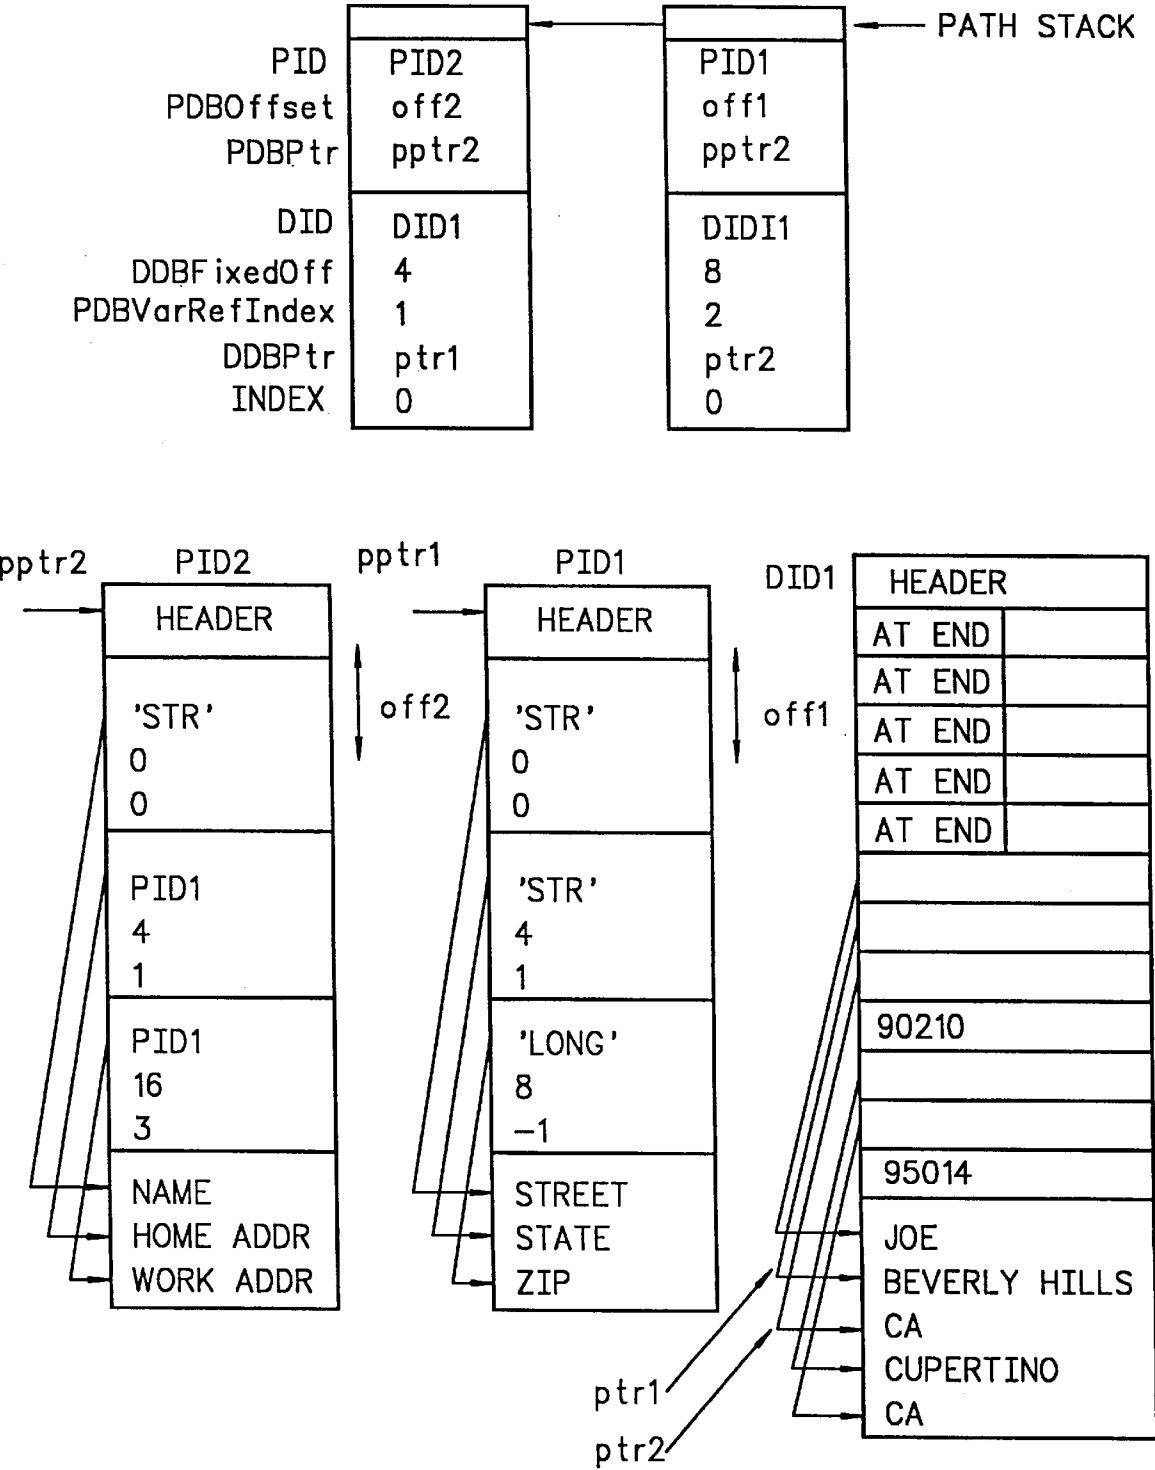 PATH STACK
PID PID2 PID1
PDBOffset off2 off1
PDBPtr pptr2 pptr2
DID DID1 DIDI1
DDBFixedOff 4 8
PDBVarRefIndex 1 2
DDBPtr ptr1 ptr2
INDEX 0 0
pptr2 PID2
HEADER
off2
'STR'
0
0
PID1
4
1
PID1
16
3
NAME
HOME ADDR
WORK ADDR
pptr1 PID1
HEADER
off1
'STR'
0
0
'STR'
4
1
'LONG'
8
-1
STREET
STATE
ZIP
DID1 HEADER
AT END
AT END
AT END
AT END
AT END
90210
95014
JOE
BEVERLY HILLS
CA
CUPERTINO
CA
ptr1
ptr2